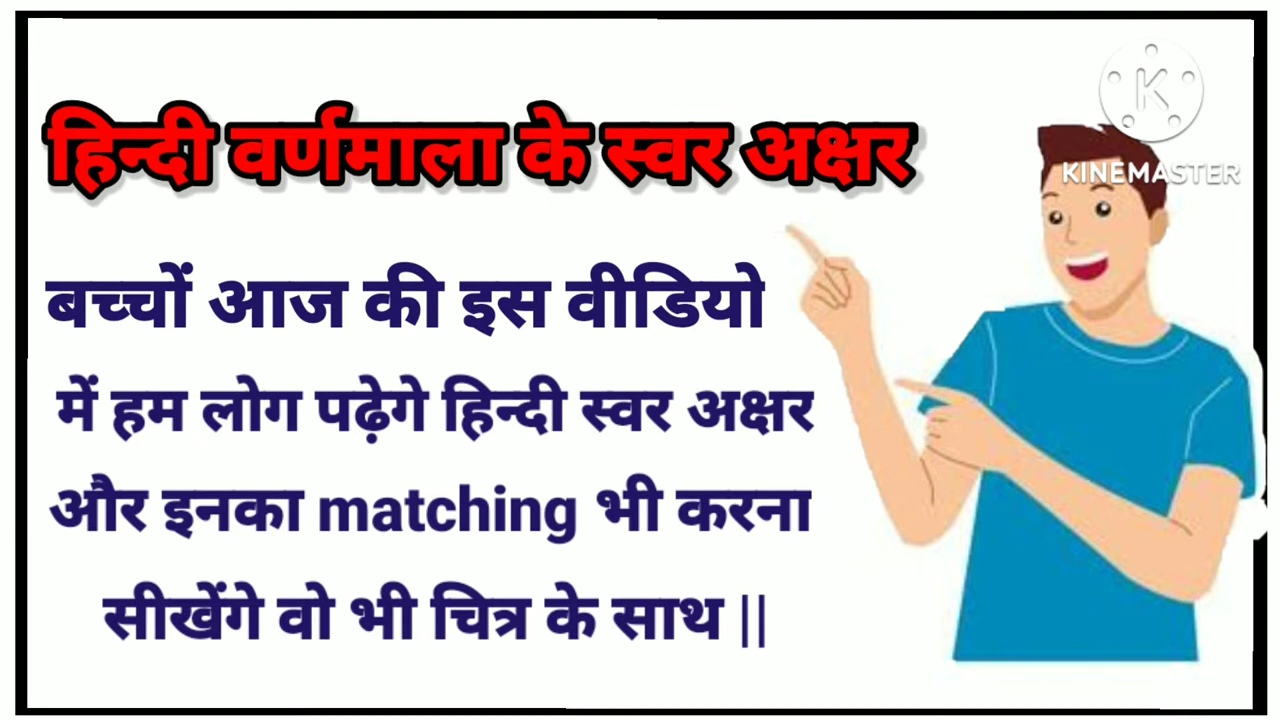 हिन्दी वर्णमाला के स्वर अक्षर
बच्चों आज की इस वीडियो
में हम लोग पढ़ेगे हिन्दी स्वर अक्षर
और इनका matching भी करना
सीखेंगे वो भी चित्र के साथ ||
K
KINEMASTER